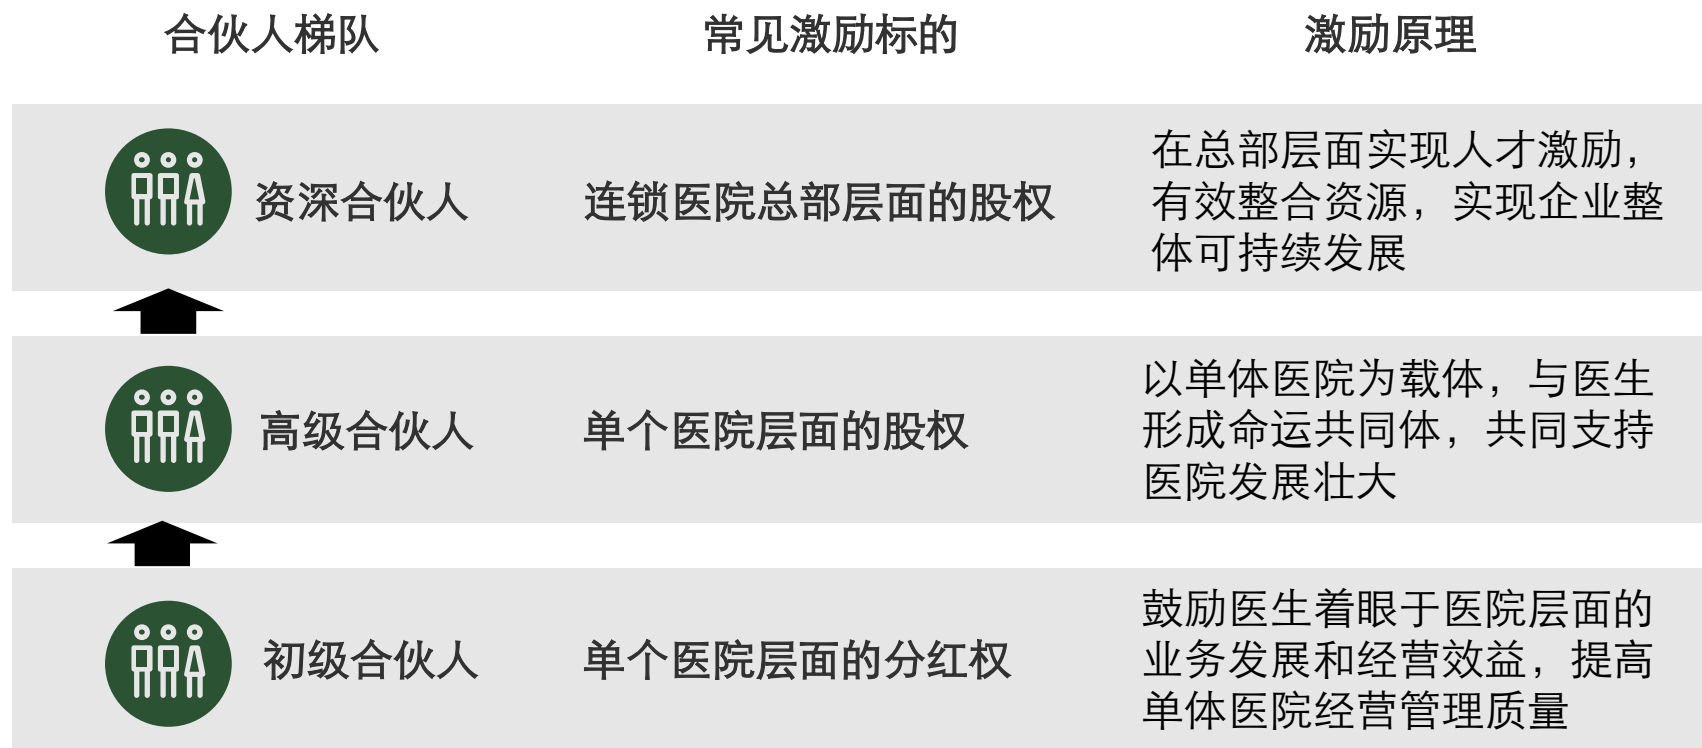 合伙人梯队
常见激励标的
激励原理
资深合伙人
连锁医院总部层面的股权
在总部层面实现人才激励，
有效整合资源，实现企业整
体可持续发展
高级合伙人
单个医院层面的股权
以单体医院为载体，与医生
形成命运共同体，共同支持
医院发展壮大
初级合伙人
单个医院层面的分红权
鼓励医生着眼于医院层面的
业务发展和经营效益，提高
单体医院经营管理质量